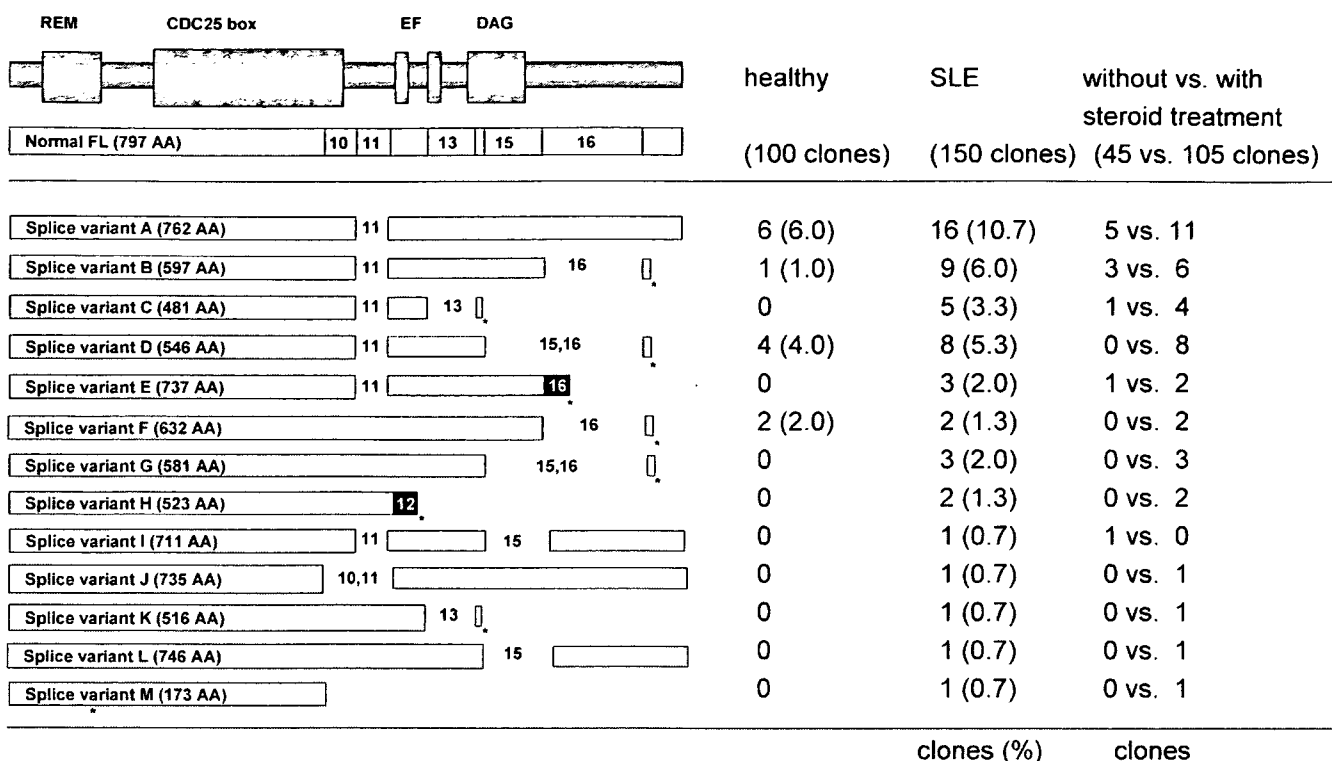 REM CDC25 box EF DAG
healthy SLE without vs. with
steroid treatment
Normal FL (797 AA) 10 11 13 15 16 (100 clones) (150 clones) (45 vs. 105 clones)
Splice variant A (762 AA) 11 6 (6.0) 16 (10.7) 5 vs. 11
Splice variant B (597 AA) 11 16 * 1 (1.0) 9 (6.0) 3 vs. 6
Splice variant C (481 AA) 11 13 * 0 5 (3.3) 1 vs. 4
Splice variant D (546 AA) 11 15,16 * 4 (4.0) 8 (5.3) 0 vs. 8
Splice variant E (737 AA) 11 16 * 0 3 (2.0) 1 vs. 2
Splice variant F (632 AA) 16 * 2 (2.0) 2 (1.3) 0 vs. 2
Splice variant G (581 AA) 15,16 * 0 3 (2.0) 0 vs. 3
Splice variant H (523 AA) 12 * 0 2 (1.3) 0 vs. 2
Splice variant I (711 AA) 11 15 0 1 (0.7) 1 vs. 0
Splice variant J (735 AA) 10,11 0 1 (0.7) 0 vs. 1
Splice variant K (516 AA) 13 * 0 1 (0.7) 0 vs. 1
Splice variant L (746 AA) 15 0 1 (0.7) 0 vs. 1
Splice variant M (173 AA) * 0 1 (0.7) 0 vs. 1
clones (%) clones